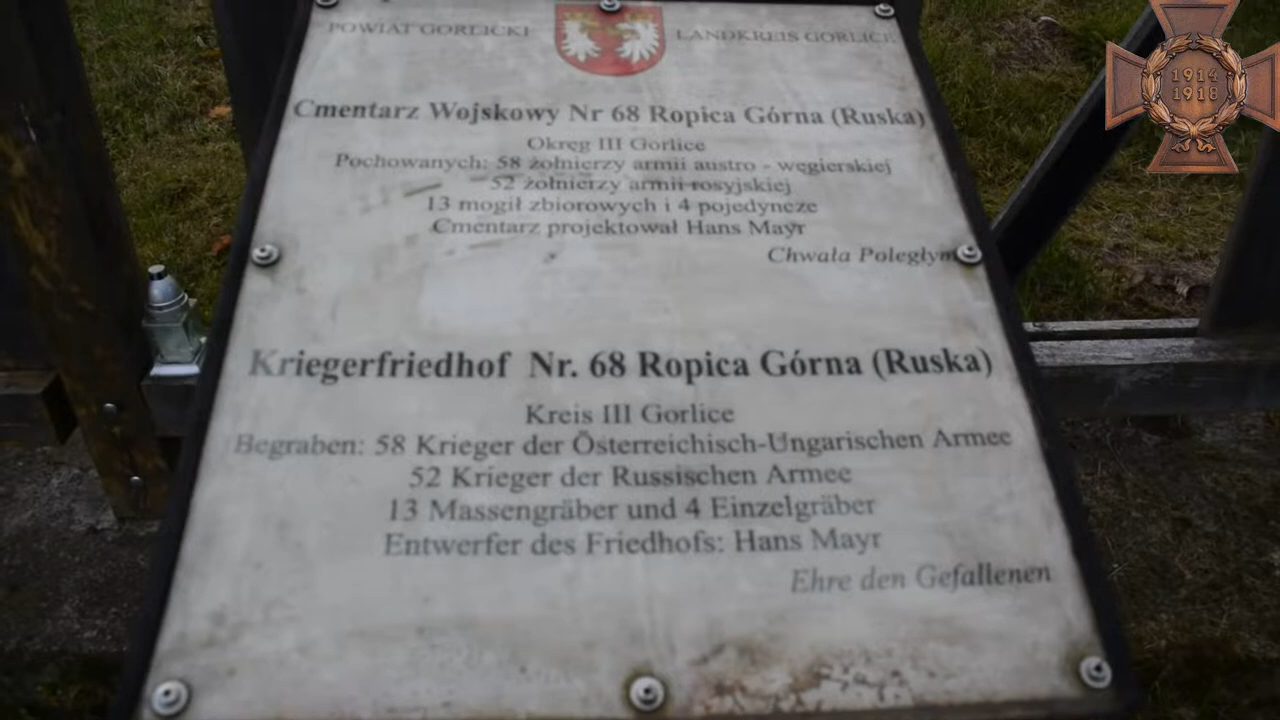 POWIAT GORLICKI LANDKREIS GORLICE
Cmentarz Wojskowy Nr 68 Ropica Górna (Ruska)
Okręg III Gorlice
Pochowanych: 58 żołnierzy armii austro - węgierskiej
52 żołnierzy armii rosyjskiej
13 mogił zbiorowych i 4 pojedyncze
Cmentarz projektował Hans Mayr
Chwała Poległym
Kriegerfriedhof Nr. 68 Ropica Górna (Ruska)
Kreis III Gorlice
Begraben: 58 Krieger der Österreichisch-Ungarischen Armee
52 Krieger der Russischen Armee
13 Massengräber und 4 Einzelgräber
Entwerfer des Friedhofs: Hans Mayr
Ehre den Gefallenen
1914
1918